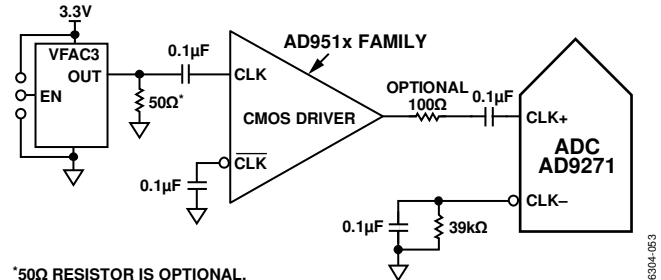 3.3V
VFAC3
OUT
EN
50Ω*
0.1µF
AD951x FAMILY
CLK
CMOS DRIVER
CLK
0.1µF
OPTIONAL
100Ω
0.1µF
CLK+
ADC
AD9271
CLK–
0.1µF
39kΩ
*50Ω RESISTOR IS OPTIONAL.
6304-053